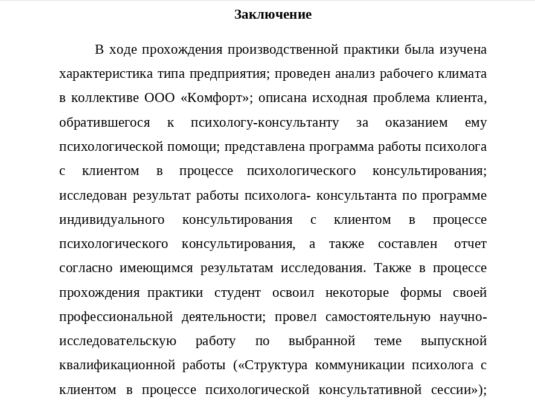 Заключение
В ходе прохождения производственной практики была изучена
характеристика типа предприятия; проведен анализ рабочего климата
в коллективе ООО «Комфорт»; описана исходная проблема клиента,
обратившегося к психологу-консультанту за оказанием ему
психологической помощи; представлена программа работы психолога
с клиентом в процессе психологического консультирования;
исследован результат работы психолога- консультанта по программе
индивидуального консультирования с клиентом в процессе
психологического консультирования, а также составлен отчет
согласно имеющимся результатам исследования. Также в процессе
прохождения практики студент освоил некоторые формы своей
профессиональной деятельности; провел самостоятельную научно-
исследовательскую работу по выбранной теме выпускной
квалификационной работы («Структура коммуникации психолога с
клиентом в процессе психологической консультативной сессии»);